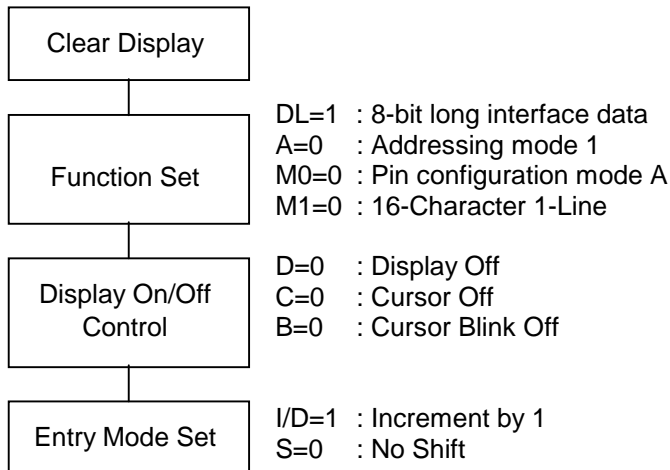 Clear Display
Function Set
DL=1 : 8-bit long interface data
A=0 : Addressing mode 1
M0=0 : Pin configuration mode A
M1=0 : 16-Character 1-Line
Display On/Off
Control
D=0 : Display Off
C=0 : Cursor Off
B=0 : Cursor Blink Off
Entry Mode Set
I/D=1 : Increment by 1
S=0 : No Shift